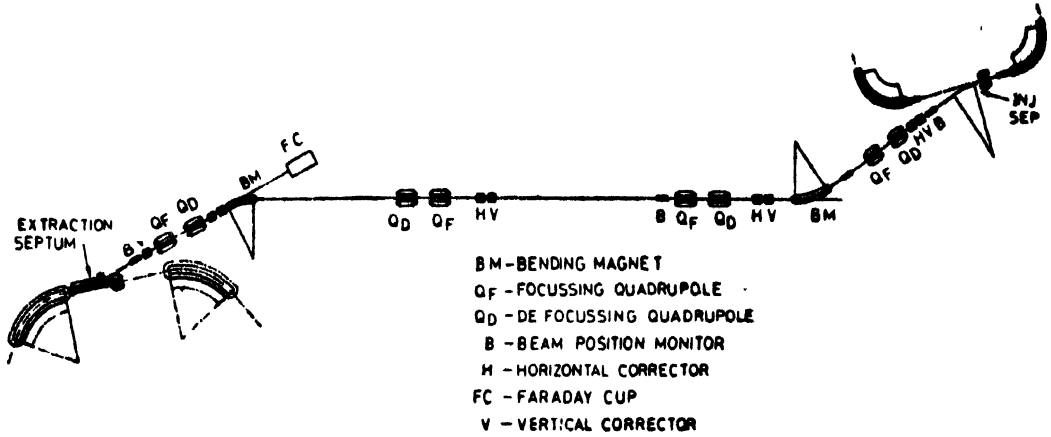 FC
BM
QF QD
EXTRACTION
SEPTUM
B V
QD QF HV
B QF QD HV BM
QF QD HVB
INJ
SEP
BM-BENDING MAGNET
QF -FOCUSSING QUADRUPOLE
QD -DE FOCUSSING QUADRUPOLE
B -BEAM POSITION MONITOR
H -HORIZONTAL CORRECTOR
FC -FARADAY CUP
V -VERTICAL CORRECTOR